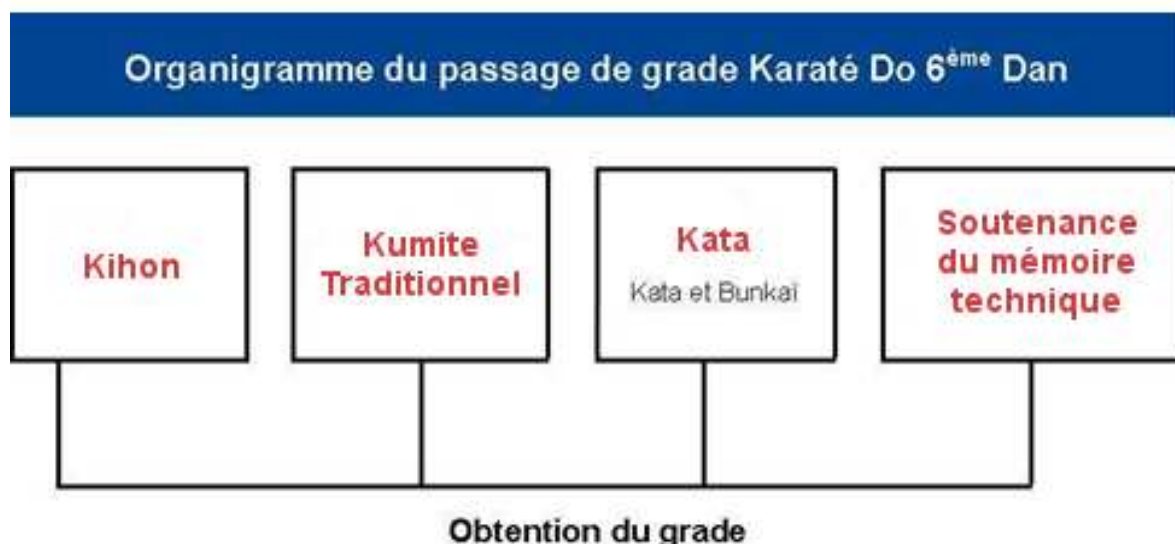 Organigramme du passage de grade Karaté Do 6ème Dan
Kihon
Kumite
Traditionnel
Kata
Kata et Bunkaï
Soutenance
du mémoire
technique
Obtention du grade